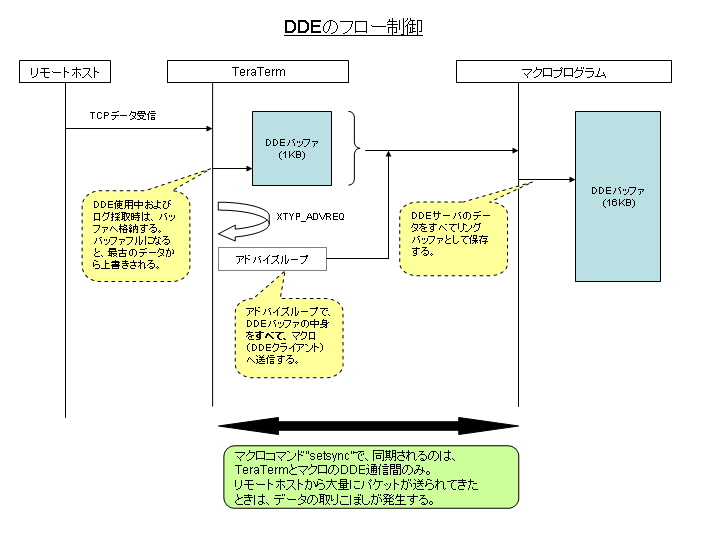 DDEのフロー制御
リモートホスト
TeraTerm
マクロプログラム
TCPデータ受信
DDEバッファ
(1KB)
DDEバッファ
(16KB)
DDE使用中および
ログ採取時は、バッ
ファへ格納する。
バッファフルになる
と、最古のデータか
ら上書きされる。
XTYP_ADVREQ
DDEサーバのデー
タをすべてリング
バッファとして保存
する。
アドバイズループ
アドバイズループで、
DDEバッファの中身
をすべて、マクロ
(DDEクライアント)
へ送信する。
マクロコマンド"setsync"で、同期されるのは、
TeraTermとマクロのDDE通信間のみ。
リモートホストから大量にパケットが送られてきた
ときは、データの取りこぼしが発生する。